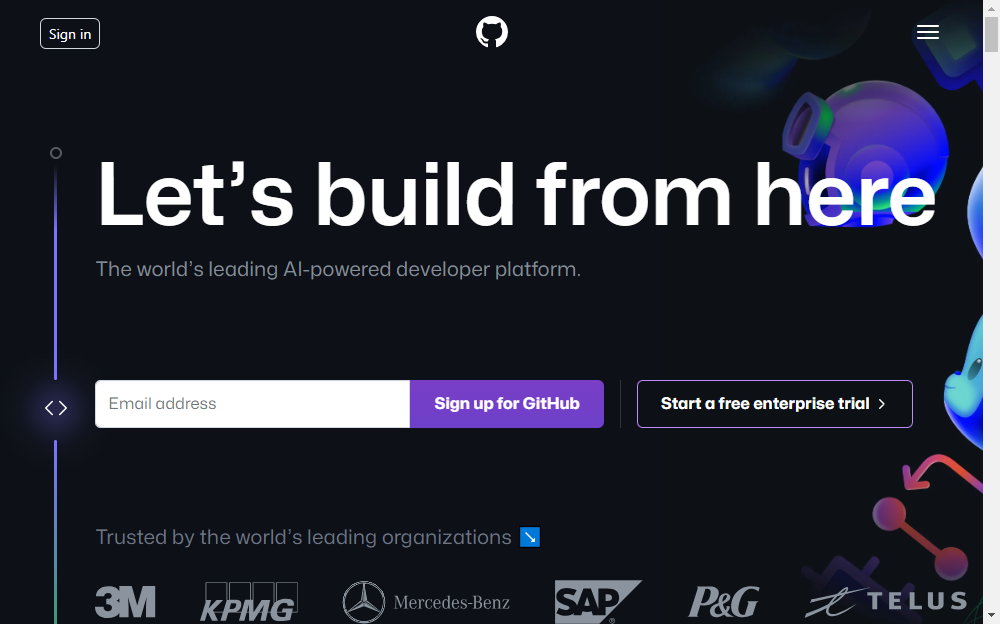 Sign in
Let’s build from here
The world’s leading AI-powered developer platform.
Email address
Sign up for GitHub
Start a free enterprise trial
Trusted by the world’s leading organizations
3M
KPMG
Mercedes-Benz
SAP
P&G
TELUS